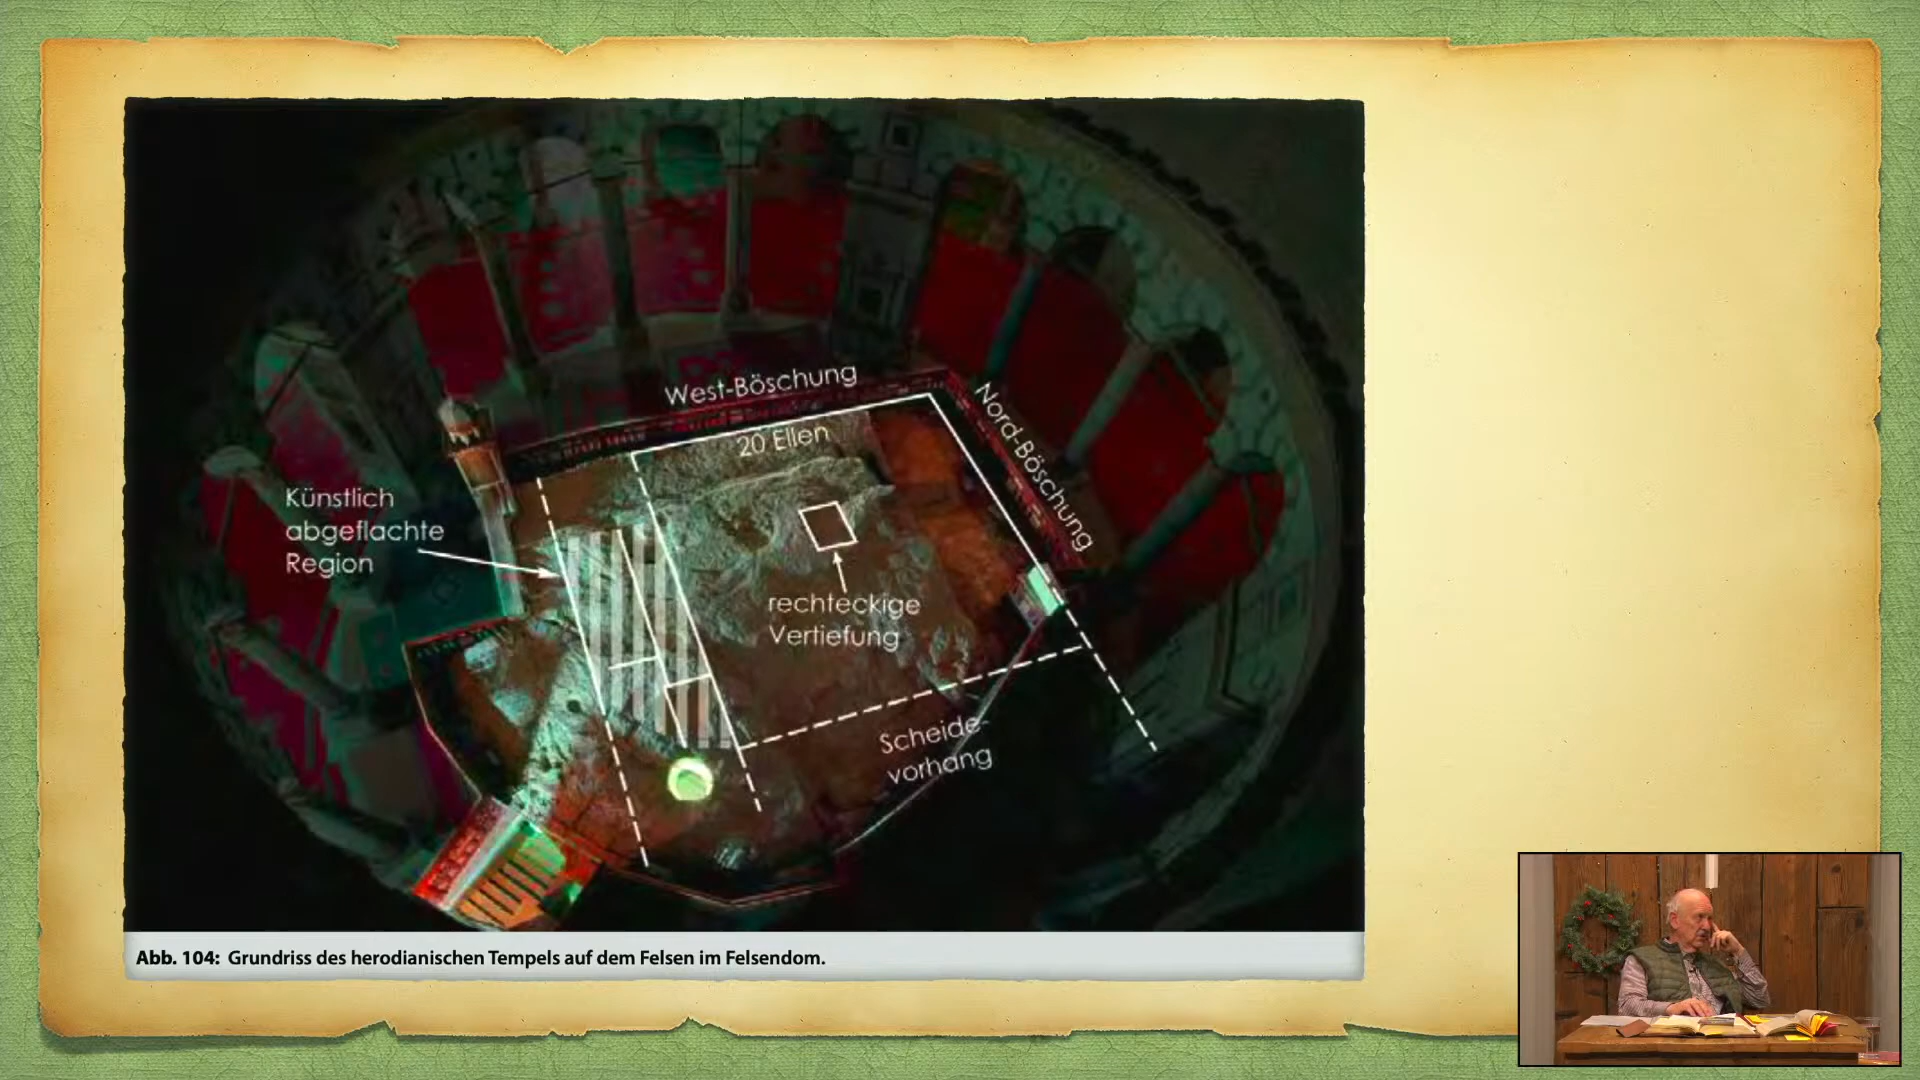 West-Böschung
Nord-Böschung
20 Ellen
Künstlich
abgeflachte
Region
rechteckige
Vertiefung
Scheide-
vorhang
Abb. 104: Grundriss des herodianischen Tempels auf dem Felsen im Felsendom.